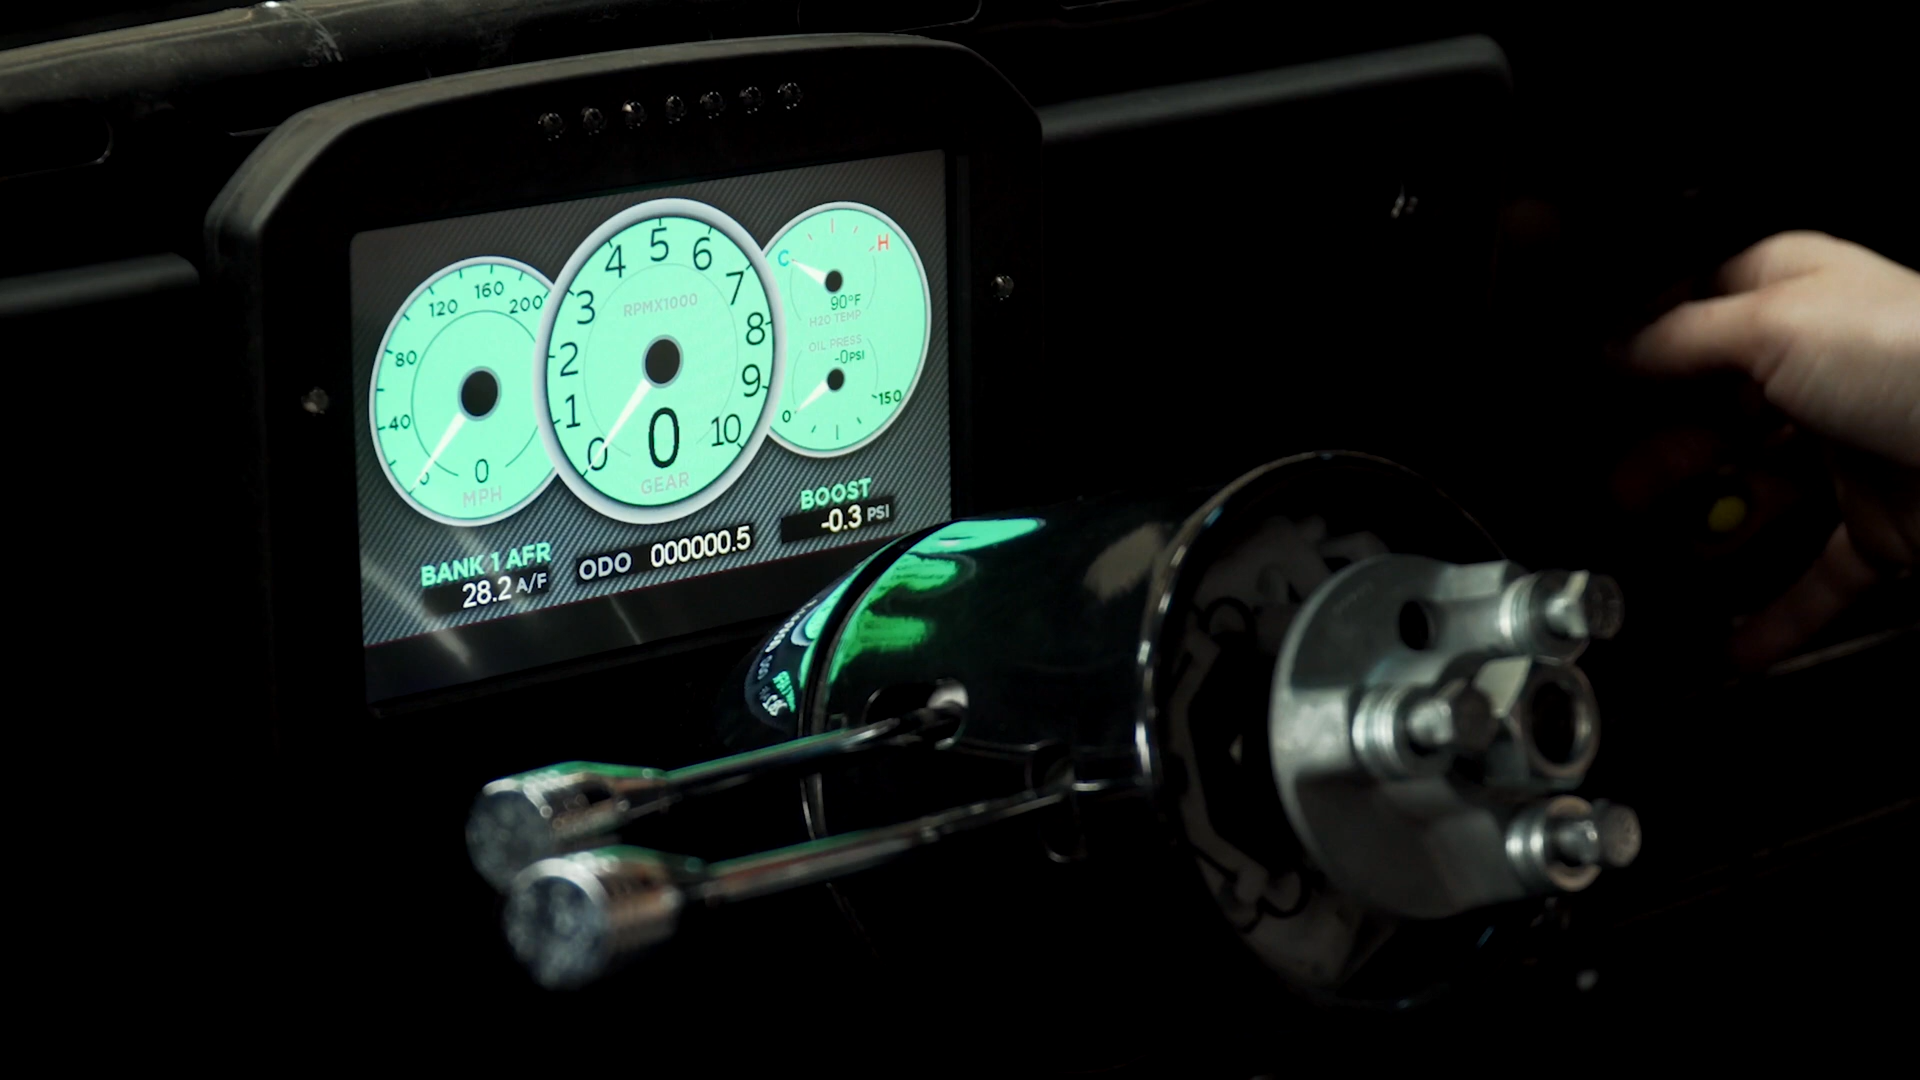 120 160 200
80
40
0
0
MPH
4 5 6
3 7
2 8
1 9
0 10
RPMX1000
0
GEAR
C H
90°F
H2O TEMP
OIL PRESS
-0PSI
0 150
BANK 1 AFR
28.2 A/F
ODO 000000.5
BOOST
-0.3 PSI